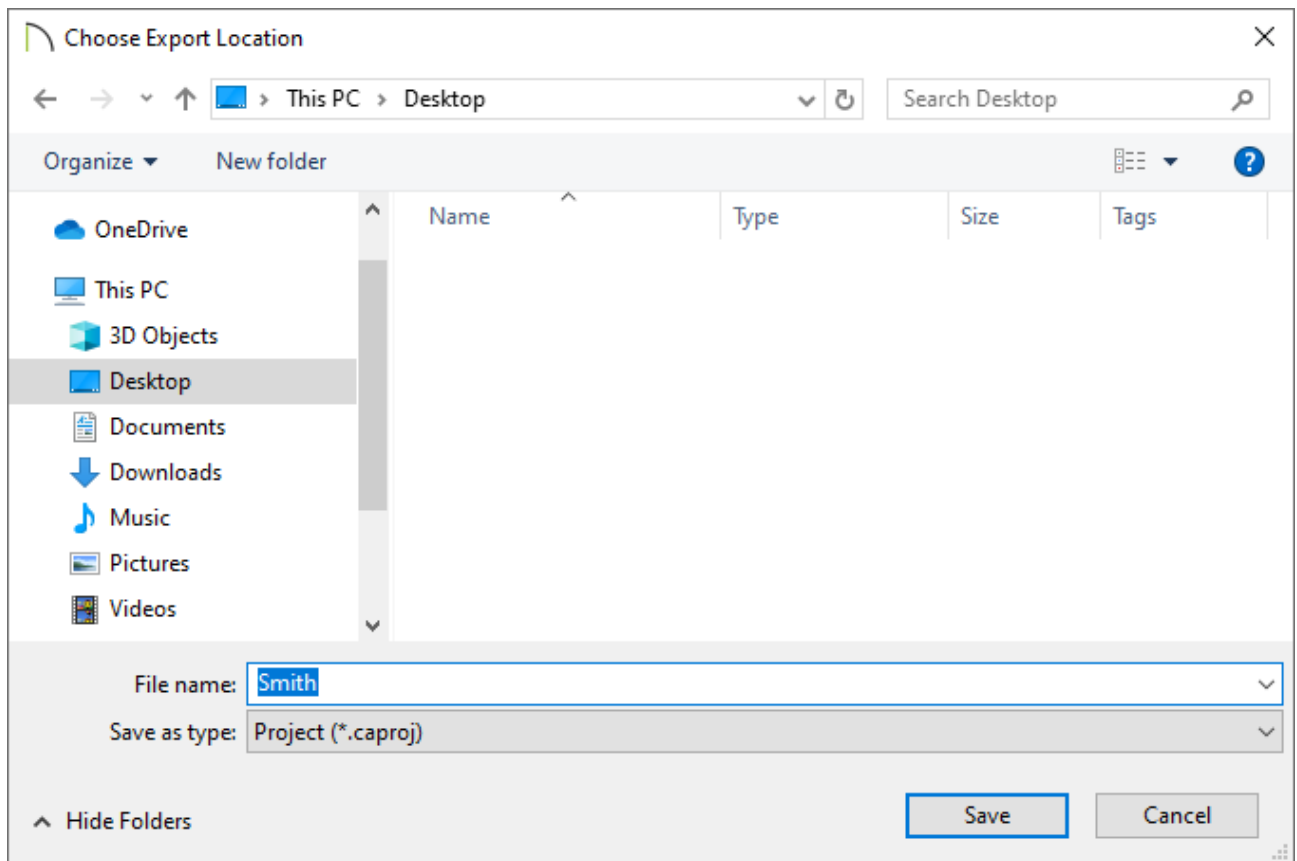 Choose Export Location
This PC > Desktop
Search Desktop
Organize
New folder
?
Name
Type
Size
Tags
OneDrive
This PC
3D Objects
Desktop
Documents
Downloads
Music
Pictures
Videos
File name: Smith
Save as type: Project (*.caproj)
Hide Folders
Save
Cancel